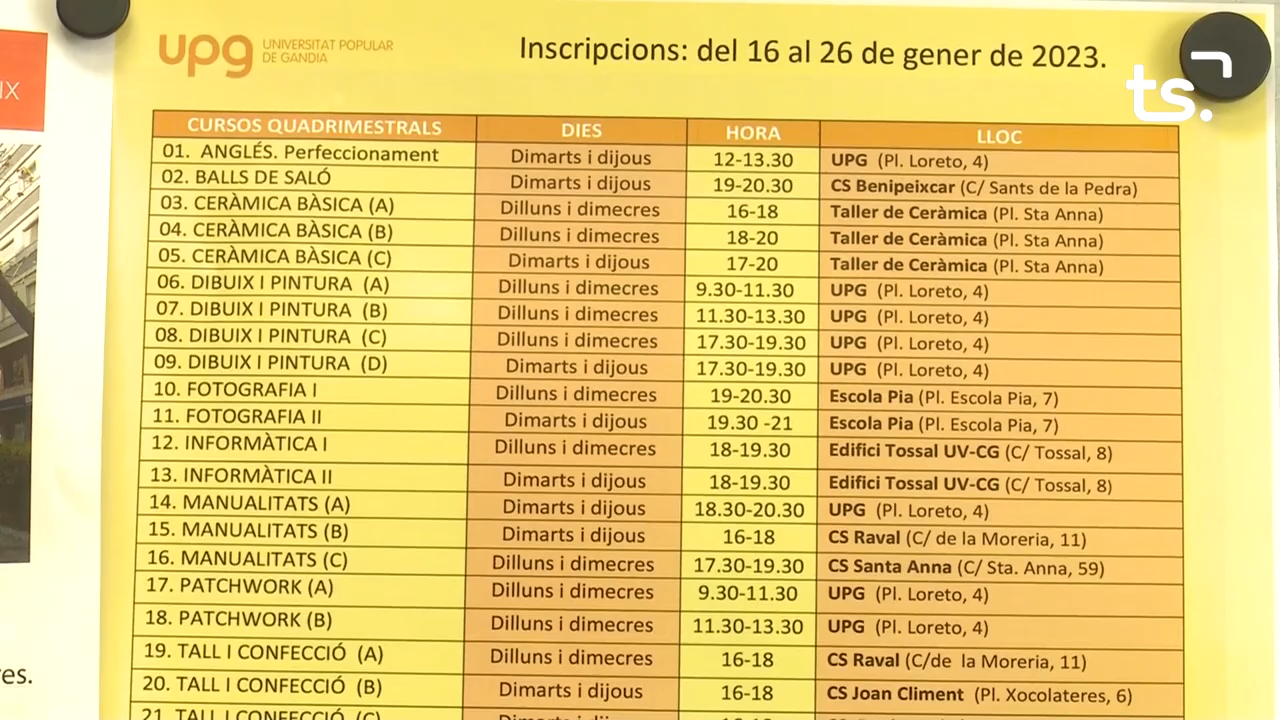 upg UNIVERSITAT POPULAR
DE GANDIA
Inscripcions: del 16 al 26 de gener de 2023.
ts.
IX
CURSOS QUADRIMESTRALS DIES HORA LLOC
01. ANGLÉS. Perfeccionament Dimarts i dijous 12-13.30 UPG (Pl. Loreto, 4)
02. BALLS DE SALÓ Dimarts i dijous 19-20.30 CS Benipeixcar (C/ Sants de la Pedra)
03. CERÀMICA BÀSICA (A) Dilluns i dimecres 16-18 Taller de Ceràmica (Pl. Sta Anna)
04. CERÀMICA BÀSICA (B) Dilluns i dimecres 18-20 Taller de Ceràmica (Pl. Sta Anna)
05. CERÀMICA BÀSICA (C) Dimarts i dijous 17-20 Taller de Ceràmica (Pl. Sta Anna)
06. DIBUIX I PINTURA (A) Dilluns i dimecres 9.30-11.30 UPG (Pl. Loreto, 4)
07. DIBUIX I PINTURA (B) Dilluns i dimecres 11.30-13.30 UPG (Pl. Loreto, 4)
08. DIBUIX I PINTURA (C) Dilluns i dimecres 17.30-19.30 UPG (Pl. Loreto, 4)
09. DIBUIX I PINTURA (D) Dimarts i dijous 17.30-19.30 UPG (Pl. Loreto, 4)
10. FOTOGRAFIA I Dilluns i dimecres 19-20.30 Escola Pia (Pl. Escola Pia, 7)
11. FOTOGRAFIA II Dimarts i dijous 19.30 -21 Escola Pia (Pl. Escola Pia, 7)
12. INFORMÀTICA I Dilluns i dimecres 18-19.30 Edifici Tossal UV-CG (C/ Tossal, 8)
13. INFORMÀTICA II Dimarts i dijous 18-19.30 Edifici Tossal UV-CG (C/ Tossal, 8)
14. MANUALITATS (A) Dimarts i dijous 18.30-20.30 UPG (Pl. Loreto, 4)
15. MANUALITATS (B) Dimarts i dijous 16-18 CS Raval (C/ de la Moreria, 11)
16. MANUALITATS (C) Dilluns i dimecres 17.30-19.30 CS Santa Anna (C/ Sta. Anna, 59)
17. PATCHWORK (A) Dilluns i dimecres 9.30-11.30 UPG (Pl. Loreto, 4)
18. PATCHWORK (B) Dilluns i dimecres 11.30-13.30 UPG (Pl. Loreto, 4)
19. TALL I CONFECCIÓ (A) Dilluns i dimecres 16-18 CS Raval (C/de la Moreria, 11)
20. TALL I CONFECCIÓ (B) Dimarts i dijous 16-18 CS Joan Climent (Pl. Xocolateres, 6)
21. TALL I CONFECCIÓ (C)
es.